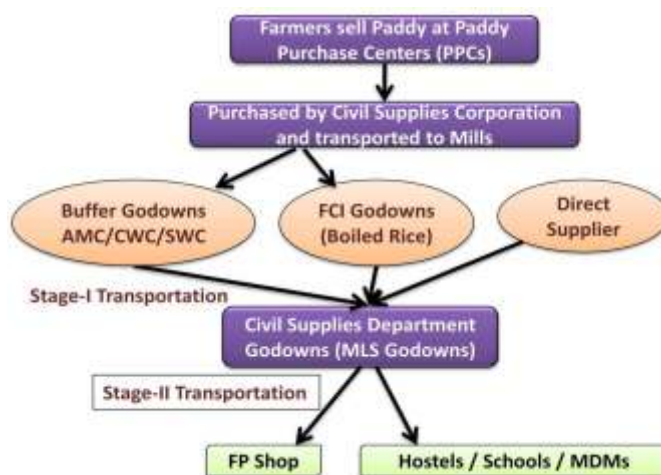 Farmers sell Paddy at Paddy
Purchase Centers (PPCs)
Purchased by Civil Supplies Corporation
and transported to Mills
Buffer Godowns
AMC/CWC/SWC
FCI Godowns
(Boiled Rice)
Direct
Supplier
Stage-I Transportation
Civil Supplies Department
Godowns (MLS Godowns)
Stage-II Transportation
FP Shop
Hostels / Schools / MDMs